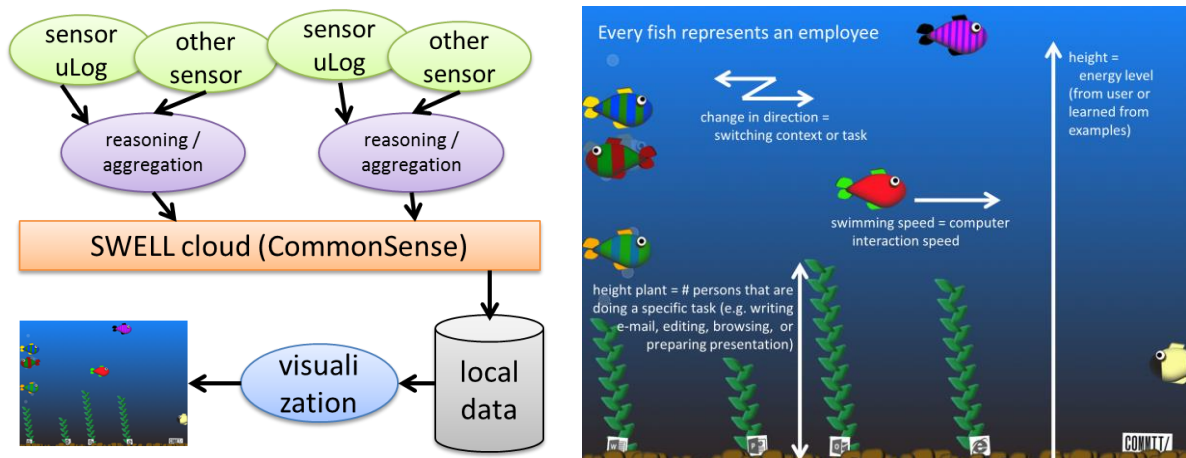 sensor
uLog
other
sensor
sensor
uLog
other
sensor
reasoning /
aggregation
reasoning /
aggregation
SWELL cloud (CommonSense)
visuali
zation
local
data
COMMIT/
Every fish represents an employee
height =
energy level
(from user or
learned from
examples)
change in direction =
switching context or task
swimming speed = computer
interaction speed
height plant = # persons that are
doing a specific task (e.g. writing
e-mail, editing, browsing, or
preparing presentation)
W
P
O
e
COMMIT/